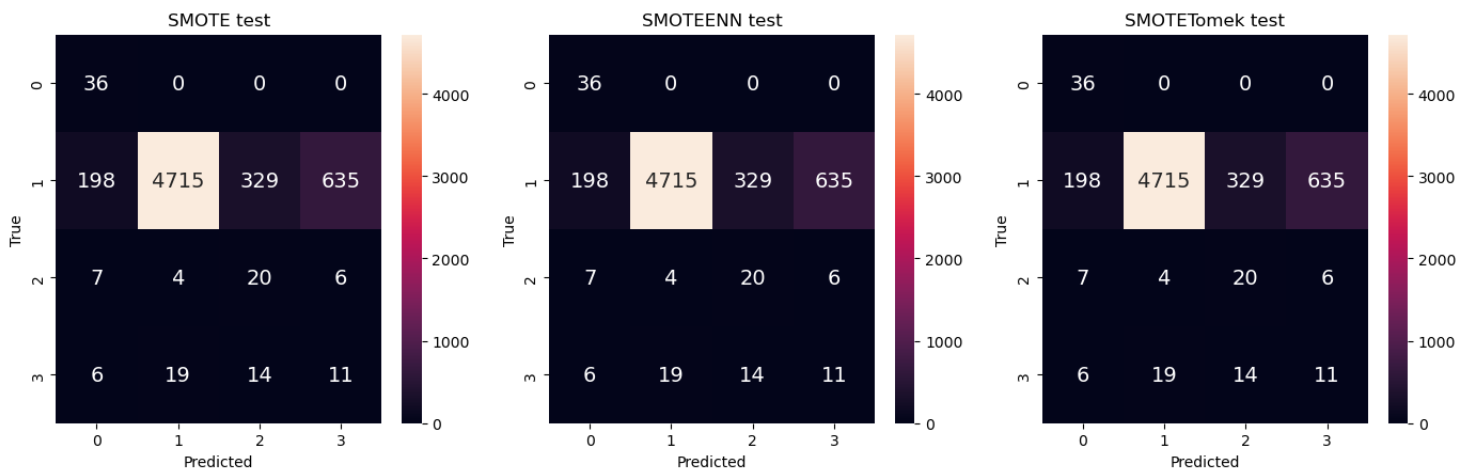 SMOTE test
0 36 0 0 0
1 198 4715 329 635
2 7 4 20 6
3 6 19 14 11
0 1 2 3
True
Predicted
4000
3000
2000
1000
0
SMOTEENN test
0 36 0 0 0
1 198 4715 329 635
2 7 4 20 6
3 6 19 14 11
0 1 2 3
True
Predicted
4000
3000
2000
1000
0
SMOTETomek test
0 36 0 0 0
1 198 4715 329 635
2 7 4 20 6
3 6 19 14 11
0 1 2 3
True
Predicted
4000
3000
2000
1000
0